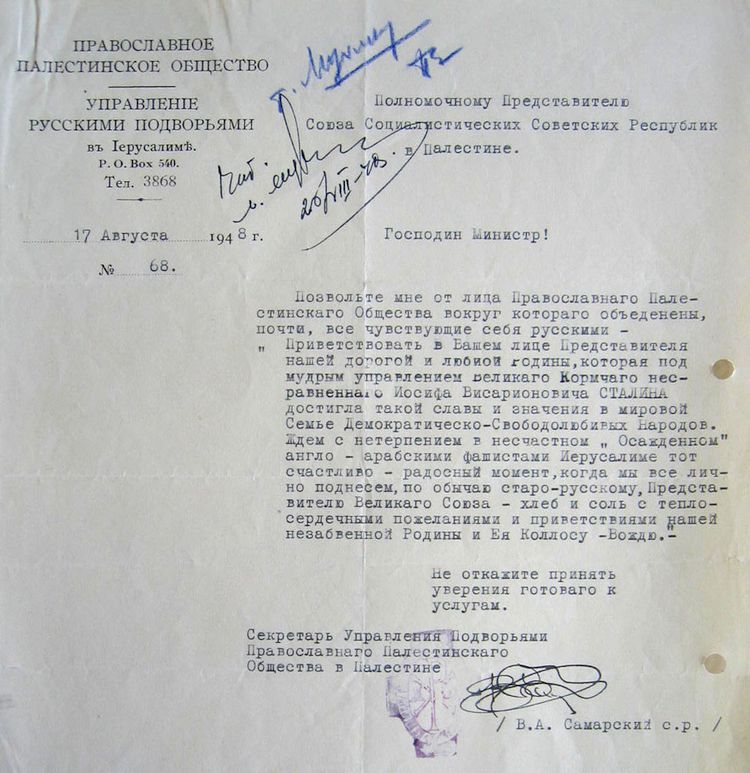 ПРАВОСЛАВНОЕ
ПАЛЕСТИНСКОЕ ОБЩЕСТВО
УПРАВЛЕНІЕ
РУССКИМИ ПОДВОРЬЯМИ
въ Іерусалимѣ.
P. O. Box 540.
Тел. 3868
17 Августа 1948 г.
№ 68.
20/VIII-48.
Полномочному Представителю
Союза Социалистических Советских Республик
в Палестине.
Господин Министр!
Позвольте мне от лица Православнаго Пале-
стинскаго Общества вокруг котораго объеденены,
почти, все чувствующие себя русскими –
„ Приветствовать в Вашем лице Представителя
нашей дорогой и любиой годины,которая под
мудрым управлением великаго Кормчаго нес-
равненнаго Иосифа Висарионовича СТАЛИНА
достигла такой славы и значения в мировой
Семье Демократическо-Свободолюбивых Народов.
Ждем с нетерпением в несчастном „ Осажденном"
англо - арабскими фашистами Иерусалиме тот
счастливо - радосный момент,когда мы все лич-
но поднесем,по обычаю старо-русскому,Предста-
вителю Великаго Союза - хлеб и соль с тепло-
сердечными пожеланиями и приветствиями нашей
незабвенной Родины и Ея Коллосу -Вождю."-
Не откажите принять
уверения готоваго к
услугам.
Секретарь Управления Подворьями
Православнаго Палестинскаго
Общества в Палестине
/ В.А. Самарский с.р. /